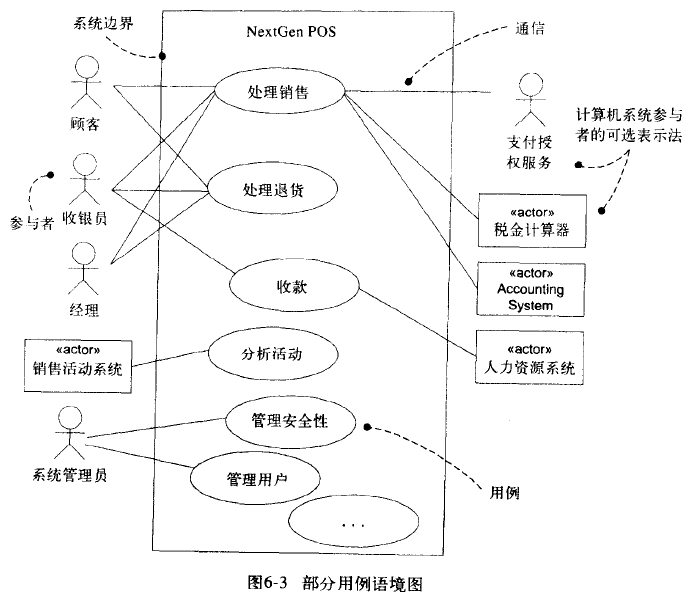 系统边界
NextGen POS
通信
顾客
处理销售
支付授
权服务
计算机系统参与
者的可选表示法
处理退货
参与者
收银员
«actor»
税金计算器
经理
收款
«actor»
Accounting
System
«actor»
销售活动系统
分析活动
«actor»
人力资源系统
管理安全性
系统管理员
管理用户
用例
...
图6-3 部分用例语境图